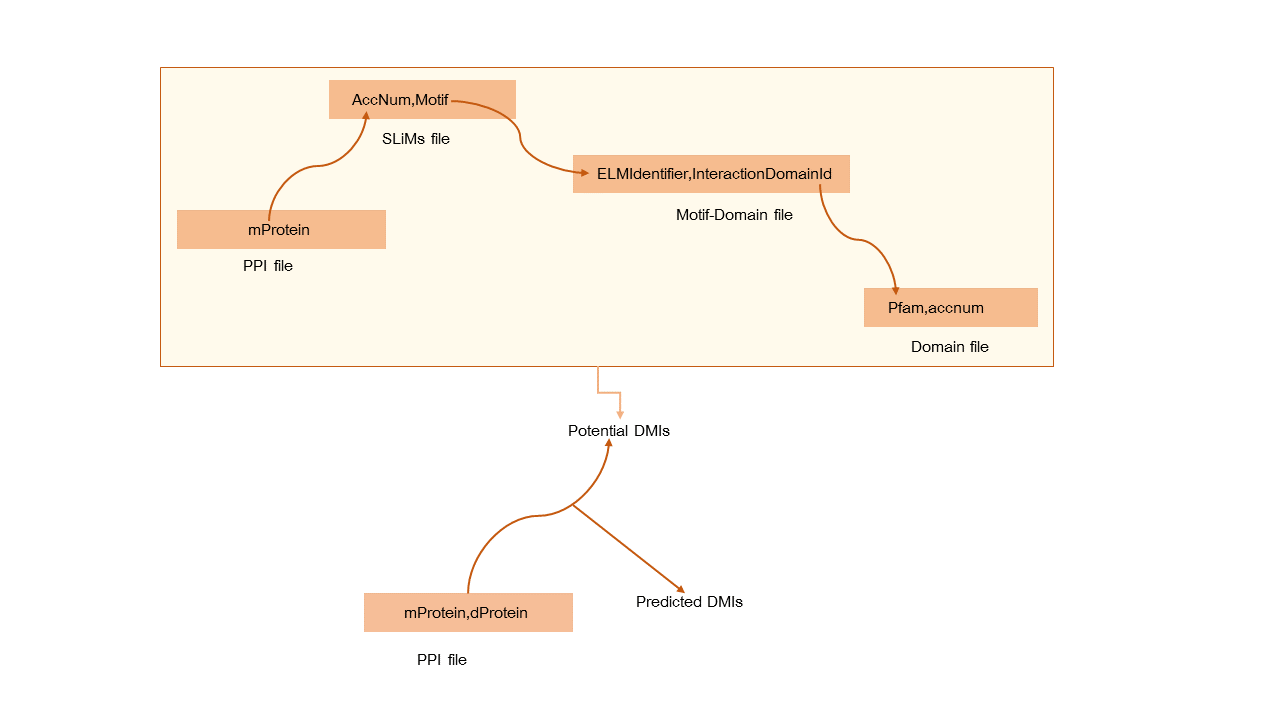 AccNum,Motif
SLiMs file
ELMIdentifier,InteractionDomainId
Motif-Domain file
mProtein
PPI file
Pfam,accnum
Domain file
Potential DMIs
Predicted DMIs
mProtein,dProtein
PPI file